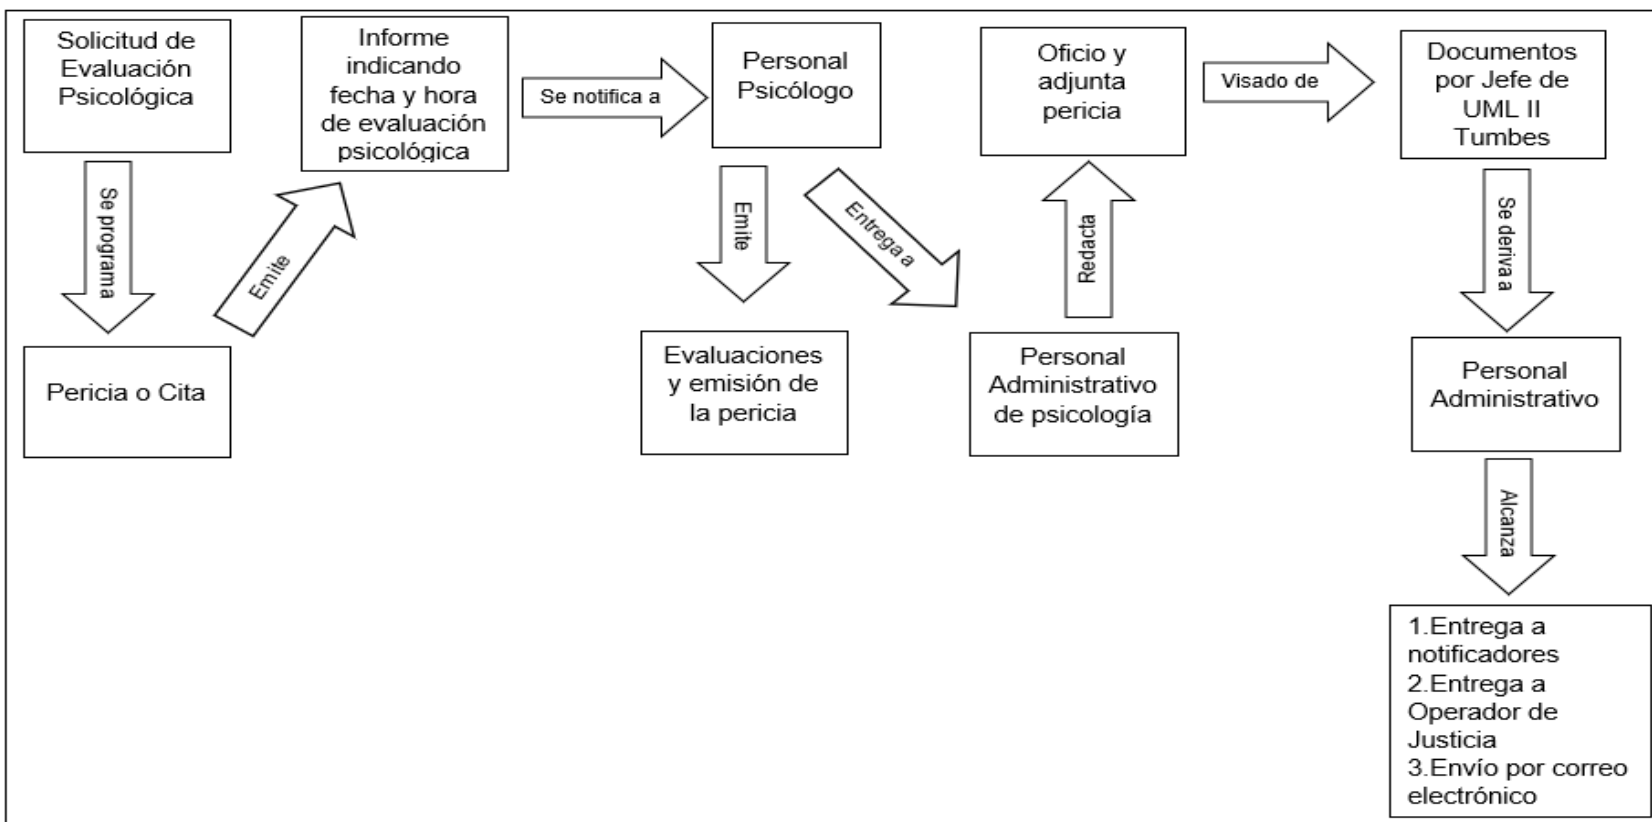 Solicitud de
Evaluación
Psicológica
Se programa
Pericia o Cita
Emite
Informe
indicando
fecha y hora
de evaluación
psicológica
Se notifica a
Personal
Psicólogo
Emite
Evaluaciones
y emisión de
la pericia
Entrega a
Personal
Administrativo
de psicología
Redacta
Oficio y
adjunta
pericia
Visado de
Documentos
por Jefe de
UML II
Tumbes
Se deriva a
Personal
Administrativo
Alcanza
1.Entrega a
notificadores
2.Entrega a
Operador de
Justicia
3.Envío por correo
electrónico